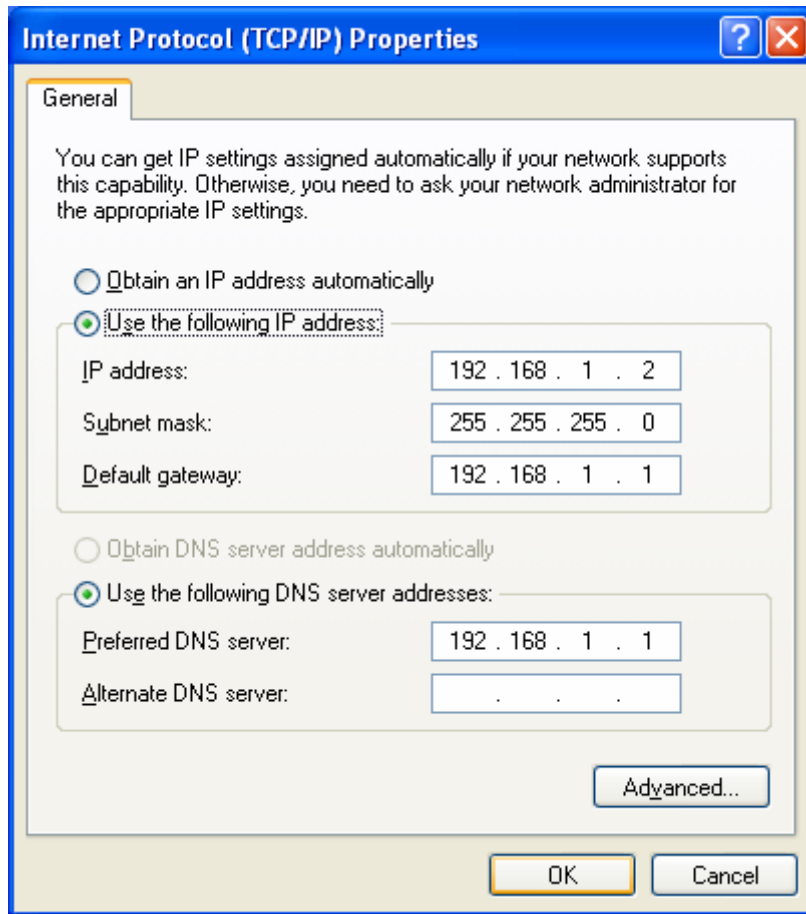 Internet Protocol (TCP/IP) Properties
General
You can get IP settings assigned automatically if your network supports
this capability. Otherwise, you need to ask your network administrator for
the appropriate IP settings.
Obtain an IP address automatically
Use the following IP address:
IP address: 192 . 168 . 1 . 2
Subnet mask: 255 . 255 . 255 . 0
Default gateway: 192 . 168 . 1 . 1
Obtain DNS server address automatically
Use the following DNS server addresses:
Preferred DNS server: 192 . 168 . 1 . 1
Alternate DNS server: . . .
Advanced...
OK Cancel